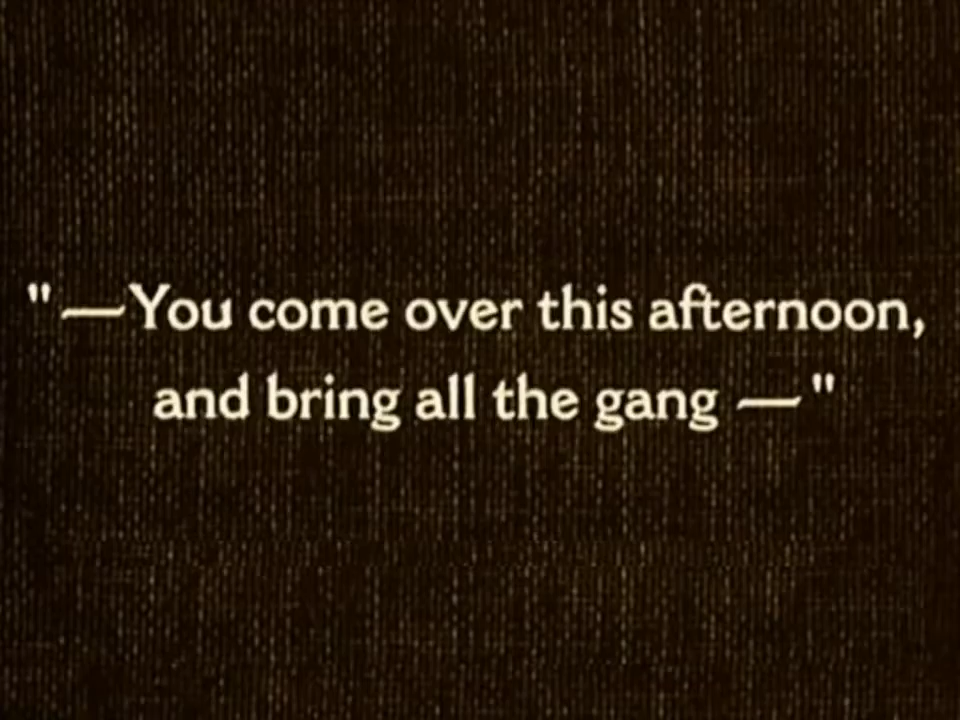 "—You come over this afternoon,
and bring all the gang —"